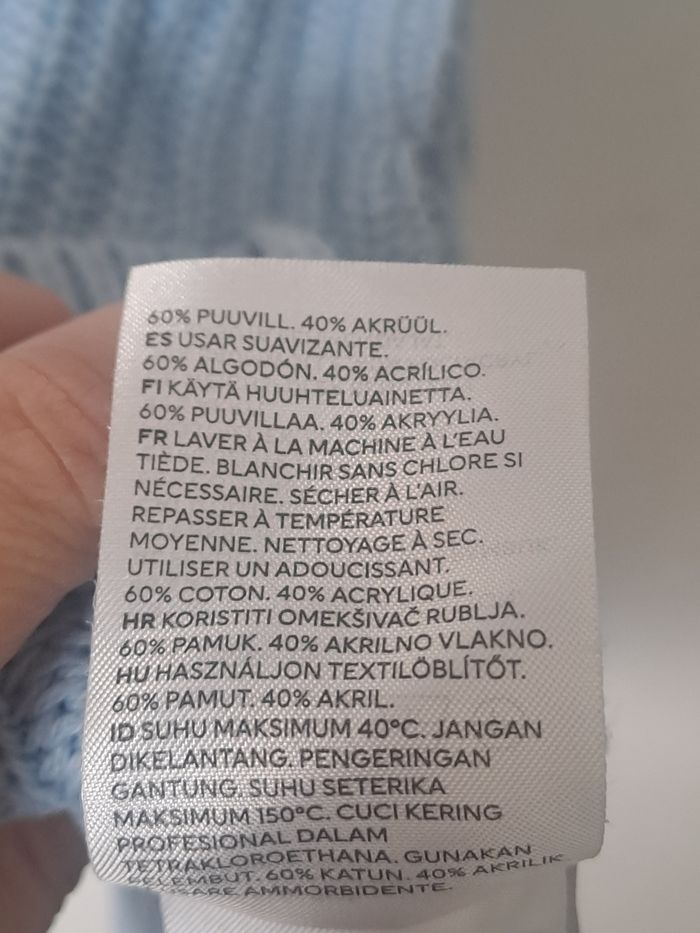 60% PUUVILL. 40% AKRÜÜL.
ES USAR SUAVIZANTE.
60% ALGODÓN. 40% ACRÍLICO.
FI KÄYTÄ HUUHTELUAINETTA.
60% PUUVILLAA. 40% AKRYYLIA.
FR LAVER À LA MACHINE À L'EAU
TIÈDE. BLANCHIR SANS CHLORE SI
NÉCESSAIRE. SÉCHER À L'AIR.
REPASSER À TEMPÉRATURE
MOYENNE. NETTOYAGE À SEC.
UTILISER UN ADOUCISSANT.
60% COTON. 40% ACRYLIQUE.
HR KORISTITI OMEKŠIVAČ RUBLJA.
60% PAMUK. 40% AKRILNO VLAKNO.
HU HASZNÁLJON TEXTILÖBLÍTŐT.
60% PAMUT. 40% AKRIL.
ID SUHU MAKSIMUM 40°C. JANGAN
DIKELANTANG. PENGERINGAN
GANTUNG. SUHU SETERIKA
MAKSIMUM 150°C. CUCI KERING
PROFESIONAL DALAM
TETRAKLOROETHANA. GUNAKAN
60% KATUN. 40% AKRILIK
AMMORBIDENTE.